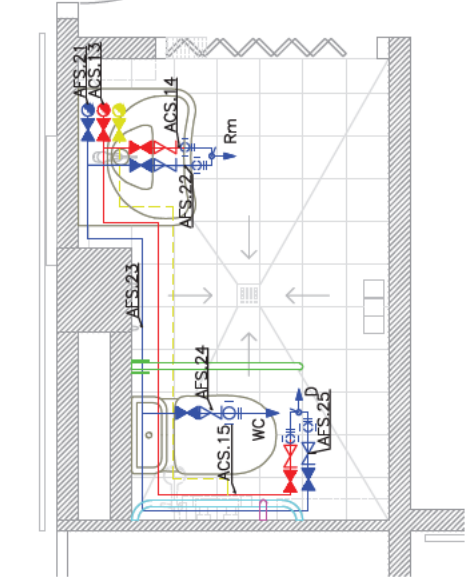 AFS.21
ACS.13
ACS.14
Rm
AFS.22
AFS.23
AFS.24
WC
ACS.15
D
AFS.25